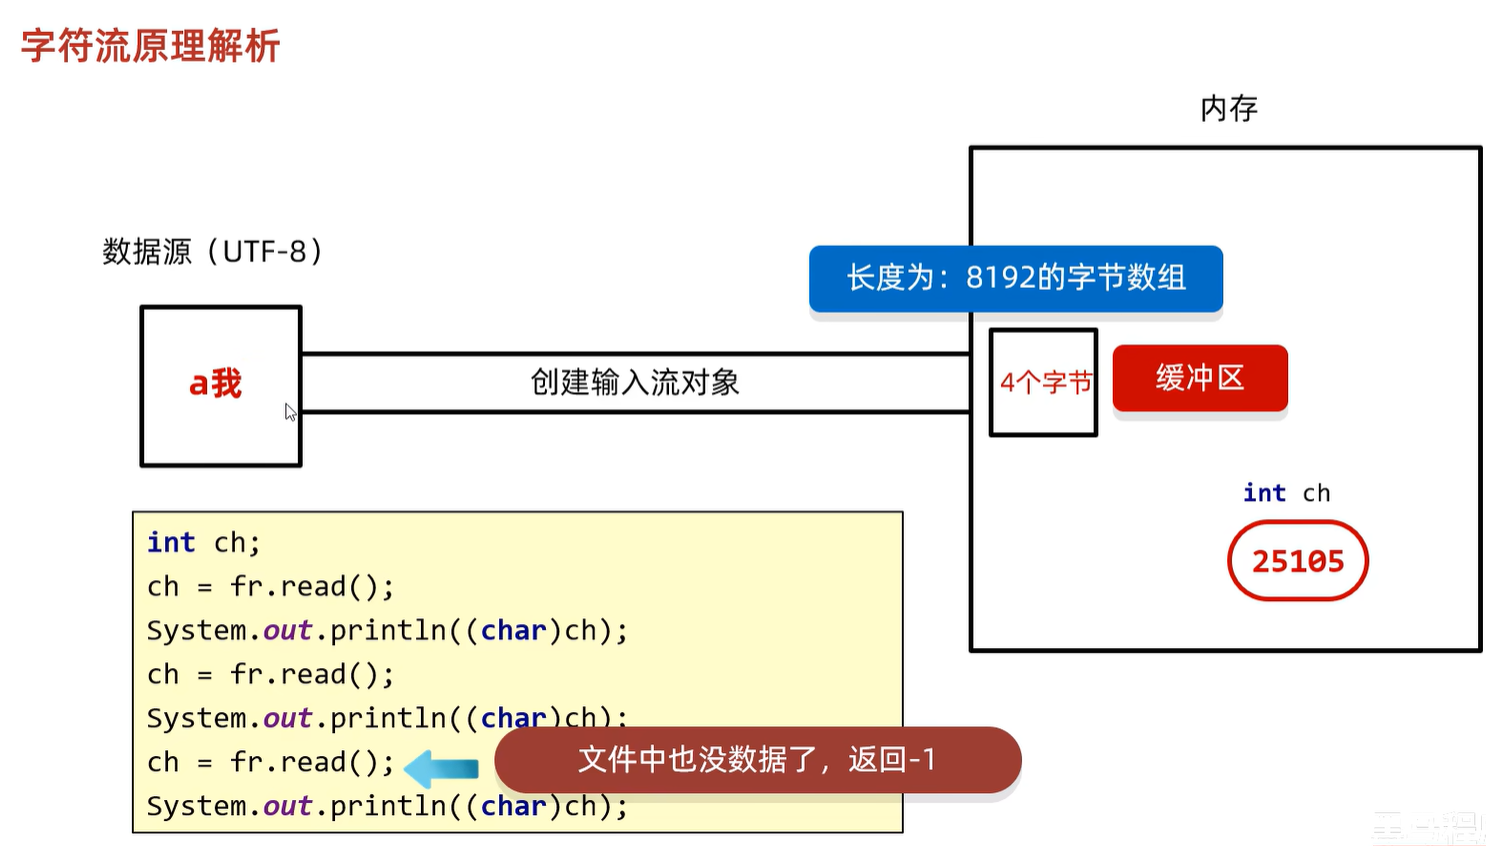 字符流原理解析
内存
数据源（UTF-8）
长度为：8192的字节数组
a我
创建输入流对象
4个字节
缓冲区
int ch
25105
int ch;
ch = fr.read();
System.out.println((char)ch);
ch = fr.read();
System.out.println((char)ch);
ch = fr.read();
文件中也没数据了，返回-1
System.out.println((char)ch);